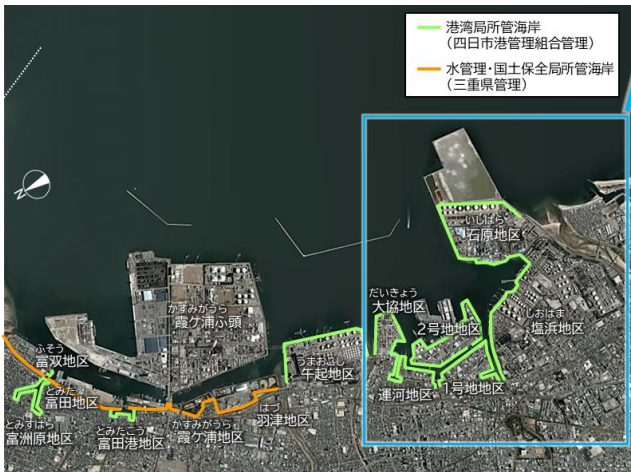 港湾局所管海岸
(四日市港管理組合管理)
水管理・国土保全局所管海岸
(三重県管理)
N
いしはら
石原地区
だいきょう
大協地区
2号地地区
しおはま
塩浜地区
かすみがうら
霞ケ浦ふ頭
うまおこし
午起地区
運河地区
1号地地区
ふそう
富双地区
とみだ
富田地区
とみすはら
富洲原地区
とみだこう
富田港地区
かすみがうら
霞ケ浦地区
はづ
羽津地区